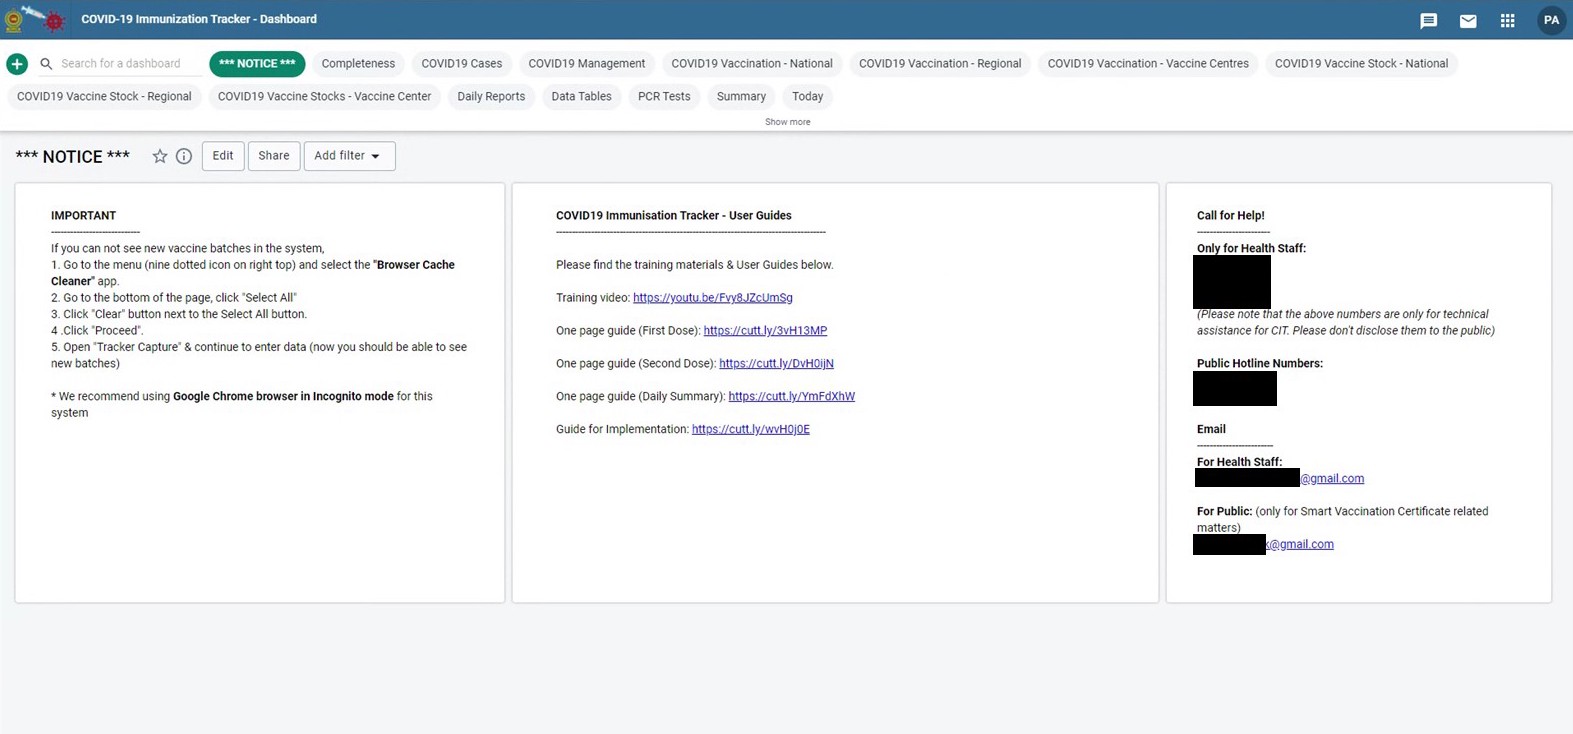 COVID-19 Immunization Tracker - Dashboard
PA
Search for a dashboard
*** NOTICE ***
Completeness
COVID19 Cases
COVID19 Management
COVID19 Vaccination - National
COVID19 Vaccination - Regional
COVID19 Vaccination - Vaccine Centres
COVID19 Vaccine Stock - National
COVID19 Vaccine Stock - Regional
COVID19 Vaccine Stocks - Vaccine Center
Daily Reports
Data Tables
PCR Tests
Summary
Today
Show more
*** NOTICE ***
Edit
Share
Add filter
IMPORTANT
----------------------------
If you can not see new vaccine batches in the system,
1. Go to the menu (nine dotted icon on right top) and select the "Browser Cache
Cleaner" app.
2. Go to the bottom of the page, click "Select All"
3. Click "Clear" button next to the Select All button.
4 .Click "Proceed".
5. Open "Tracker Capture" & continue to enter data (now you should be able to see
new batches)
* We recommend using Google Chrome browser in Incognito mode for this
system
COVID19 Immunisation Tracker - User Guides
-------------------------------------------------------------------------------------
Please find the training materials & User Guides below.
Training video: https://youtu.be/Fvy8JZcUmSg
One page guide (First Dose): https://cutt.ly/3vH13MP
One page guide (Second Dose): https://cutt.ly/DvH0ijN
One page guide (Daily Summary): https://cutt.ly/YmFdXhW
Guide for Implementation: https://cutt.ly/wvH0j0E
Call for Help!
-----------------------
Only for Health Staff:
(Please note that the above numbers are only for technical
assistance for CIT. Please don't disclose them to the public)
Public Hotline Numbers:
Email
------------------------
For Health Staff:
@gmail.com
For Public: (only for Smart Vaccination Certificate related
matters)
@gmail.com